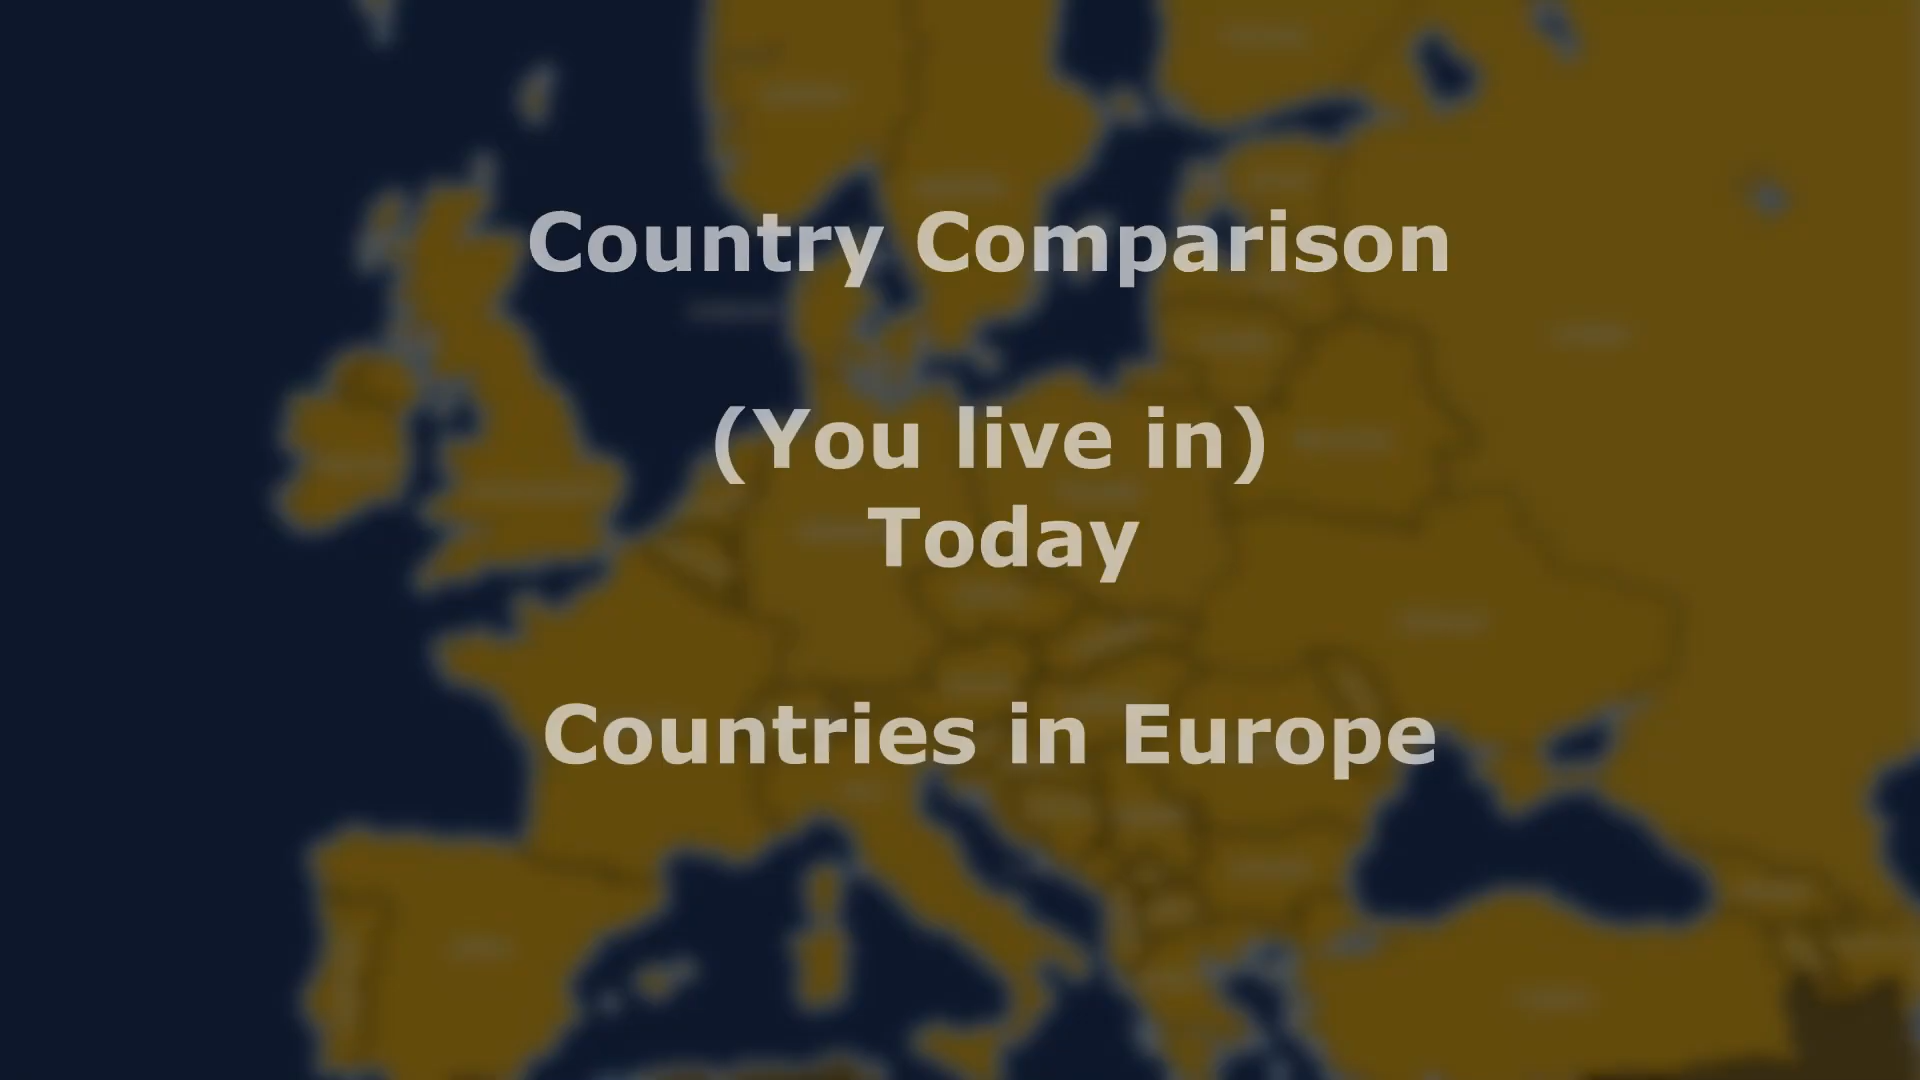 Country Comparison
(You live in)
Today
Countries in Europe